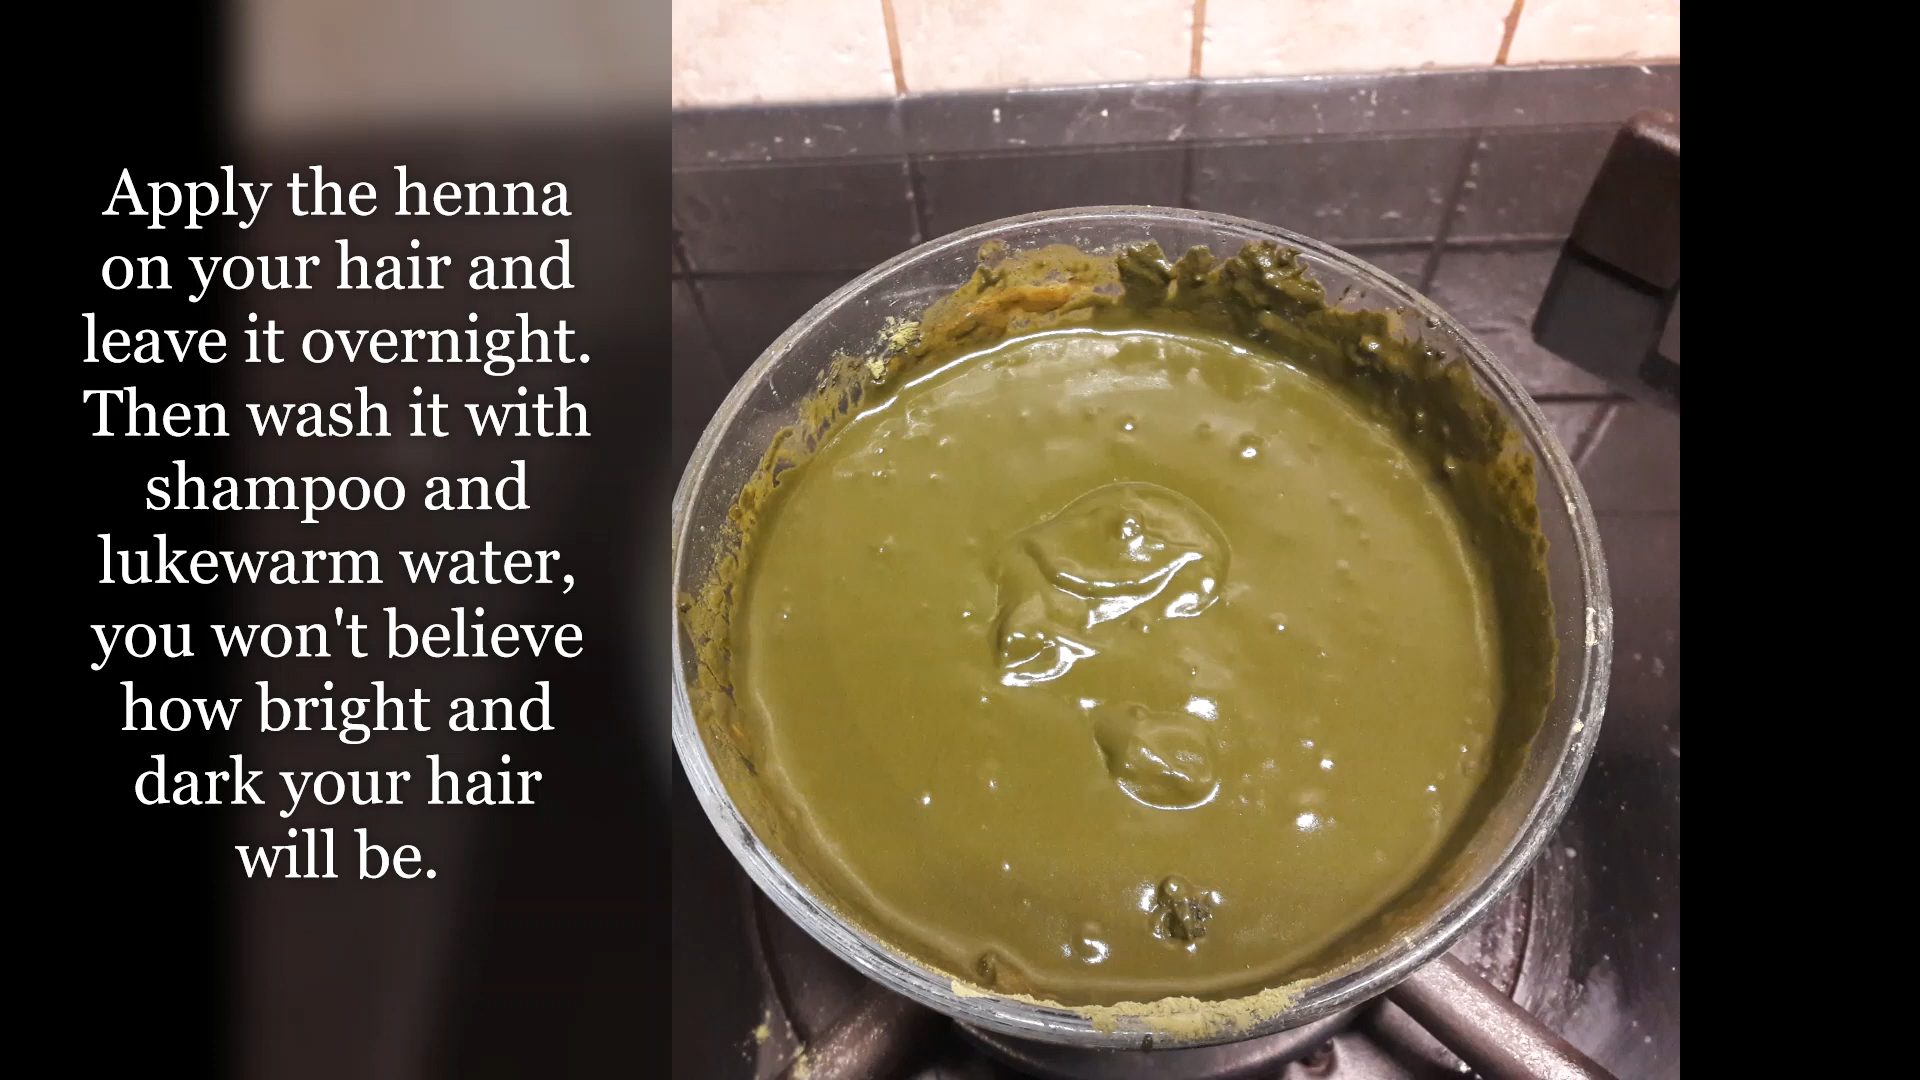 Apply the henna
on your hair and
leave it overnight.
Then wash it with
shampoo and
lukewarm water,
you won't believe
how bright and
dark your hair
will be.